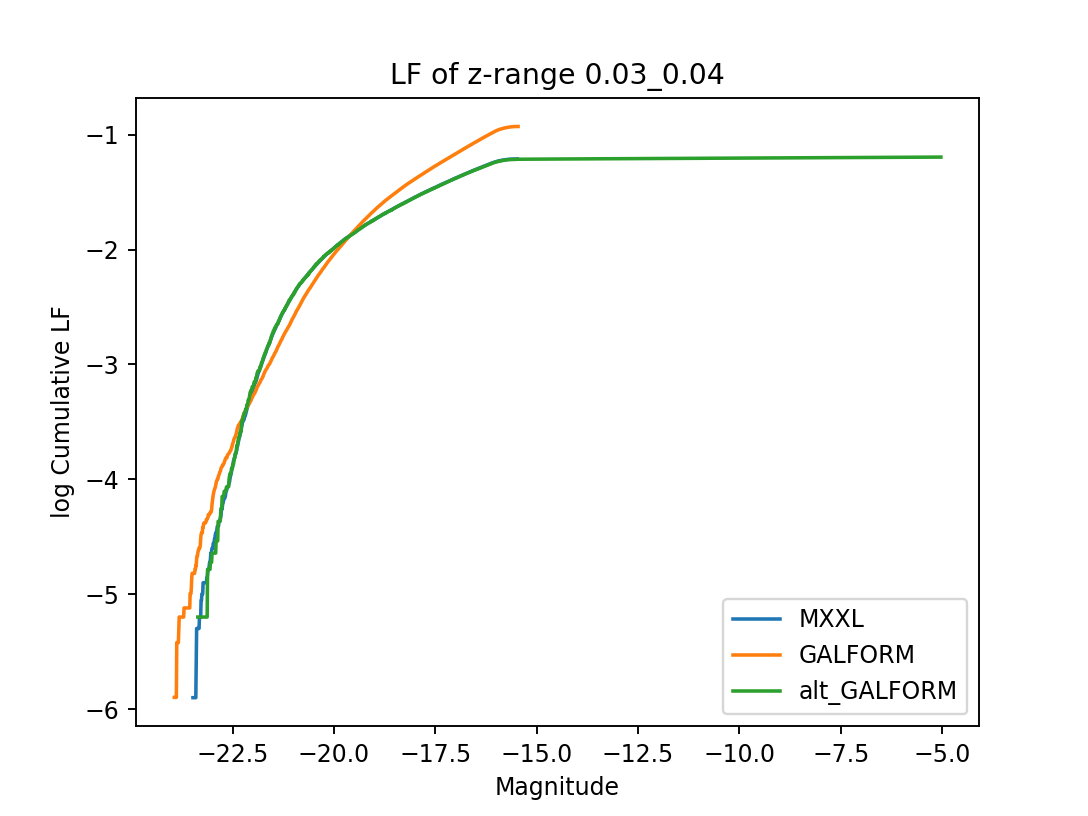 LF of z-range 0.03_0.04
log Cumulative LF
−1
−2
−3
−4
−5
−6
MXXL
GALFORM
alt_GALFORM
−22.5 −20.0 −17.5 −15.0 −12.5 −10.0 −7.5 −5.0
Magnitude